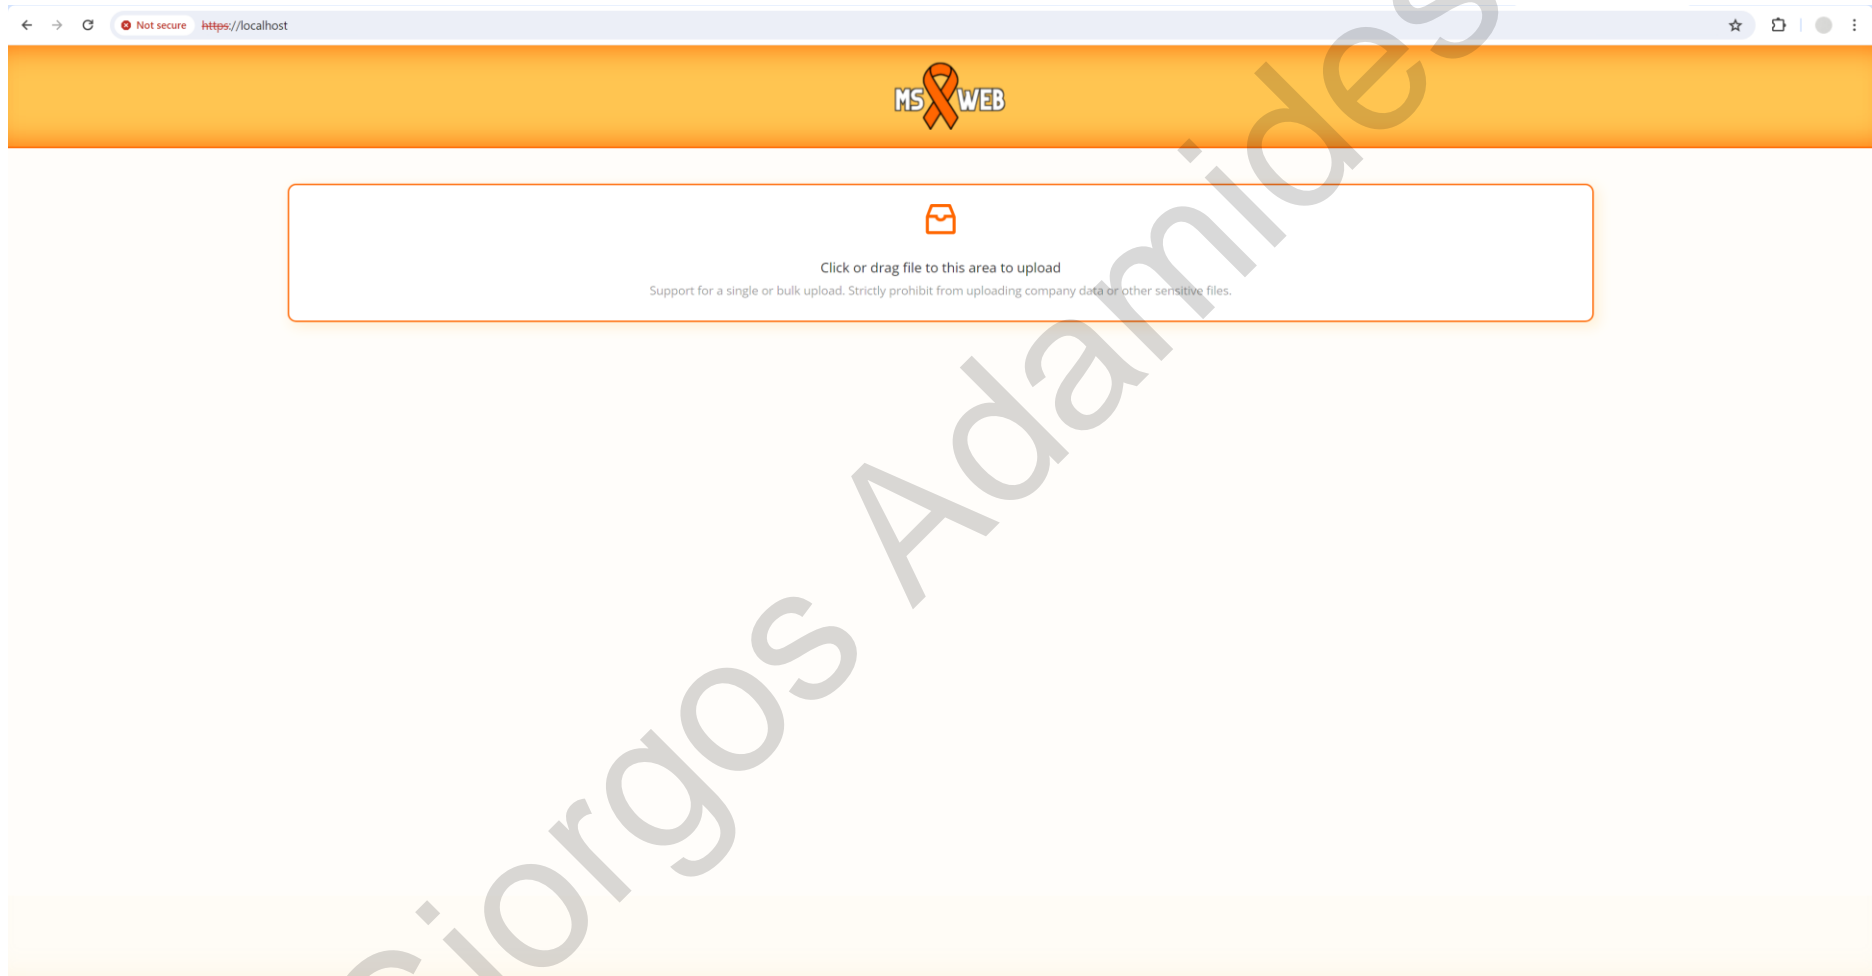 Not secure https://localhost
MS WEB
Click or drag file to this area to upload
Support for a single or bulk upload. Strictly prohibit from uploading company data or other sensitive files.
Giorgos Adamides